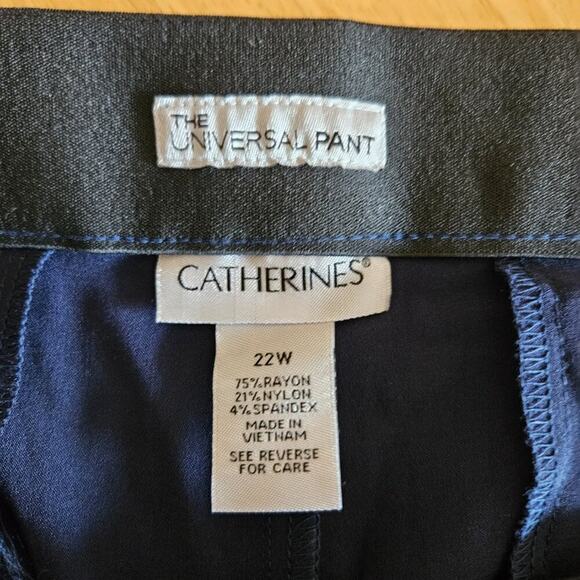 THE
UNIVERSAL PANT
CATHERINES®
22W
75%RAYON
21%NYLON
4%SPANDEX
MADE IN
VIETNAM
SEE REVERSE
FOR CARE